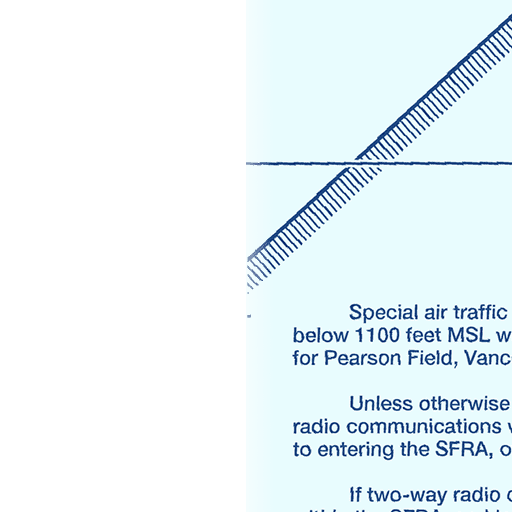 Special air traffic
below 1100 feet MSL w
for Pearson Field, Vanc
Unless otherwise
radio communications
to entering the SFRA, o
If two-way radio